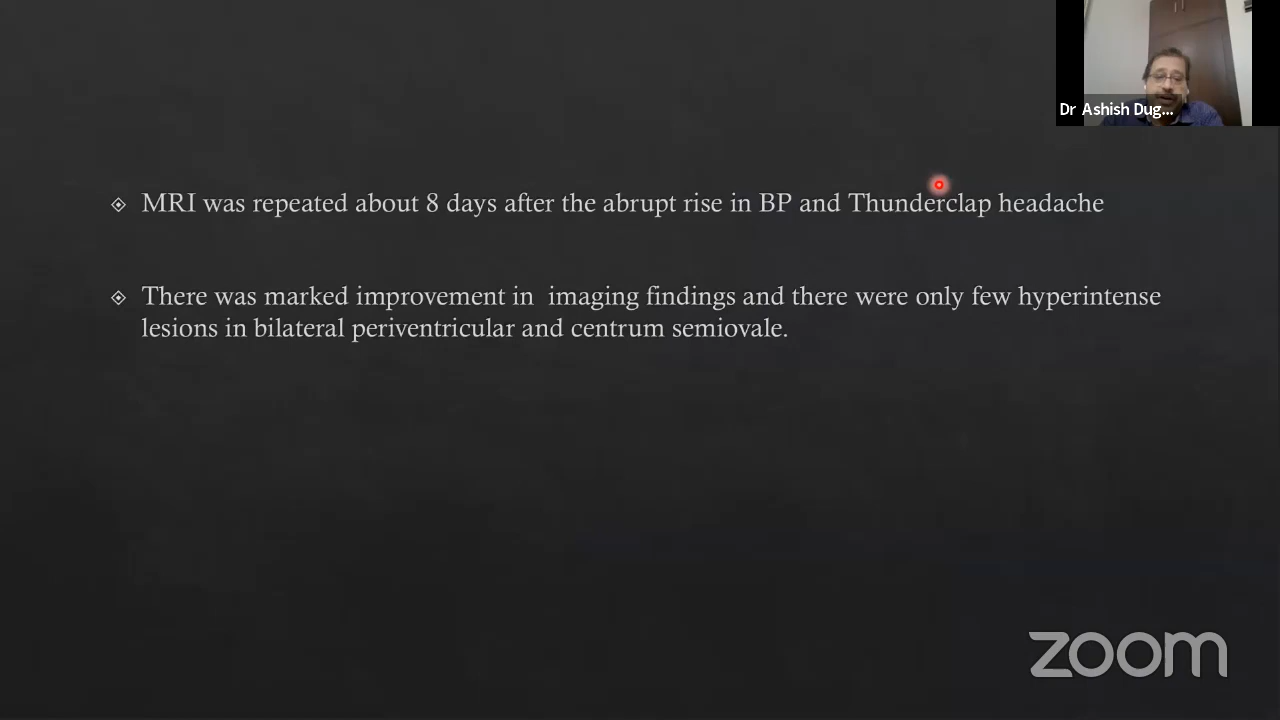 Dr Ashish Dug...
MRI was repeated about 8 days after the abrupt rise in BP and Thunderclap headache
There was marked improvement in  imaging findings and there were only few hyperintense
lesions in bilateral periventricular and centrum semiovale.
zoom